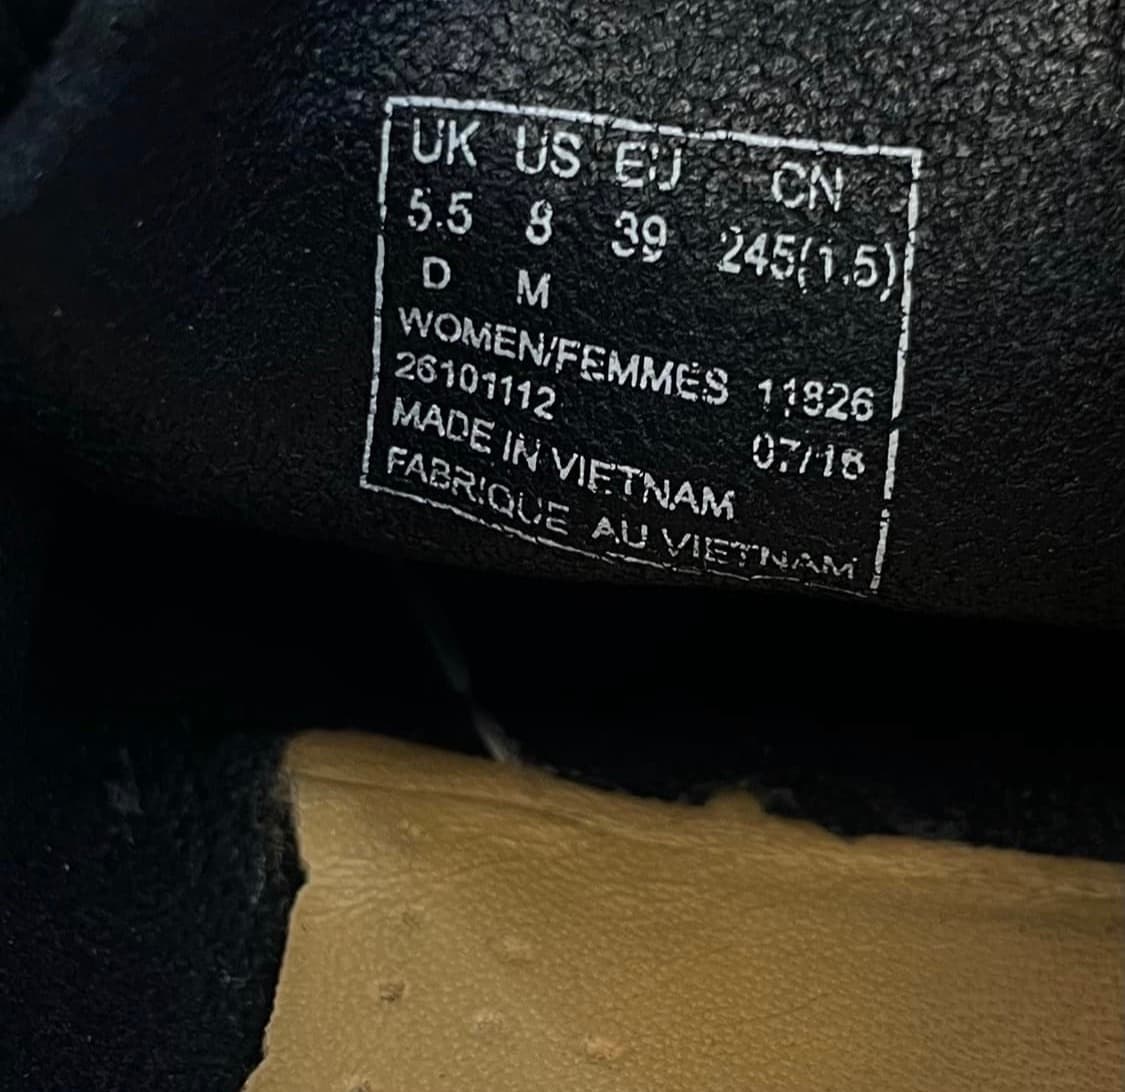 UK US EU CN
5.5 8 39 245(1.5)
D M
WOMEN/FEMMES 11826
26101112 07/18
MADE IN VIETNAM
FABRIQUE AU VIETNAM